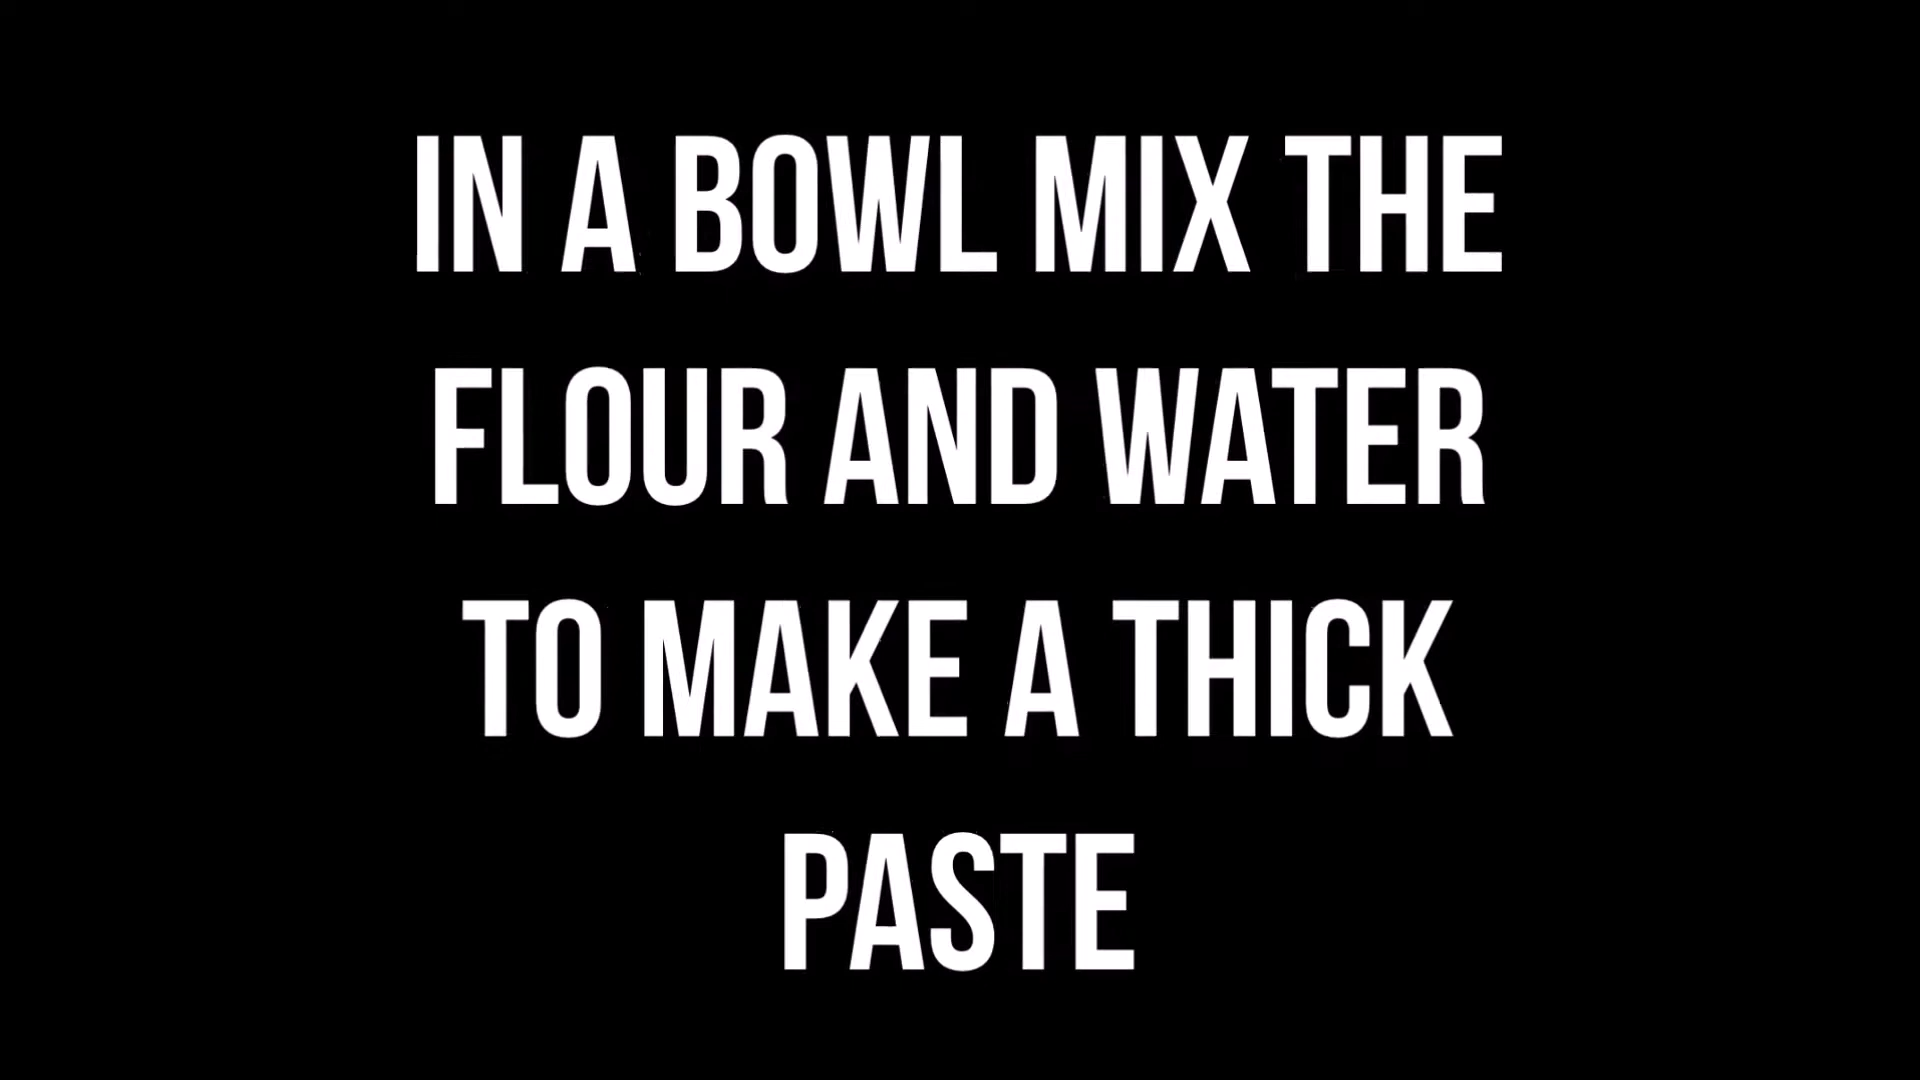 IN A BOWL MIX THE
FLOUR AND WATER
TO MAKE A THICK
PASTE